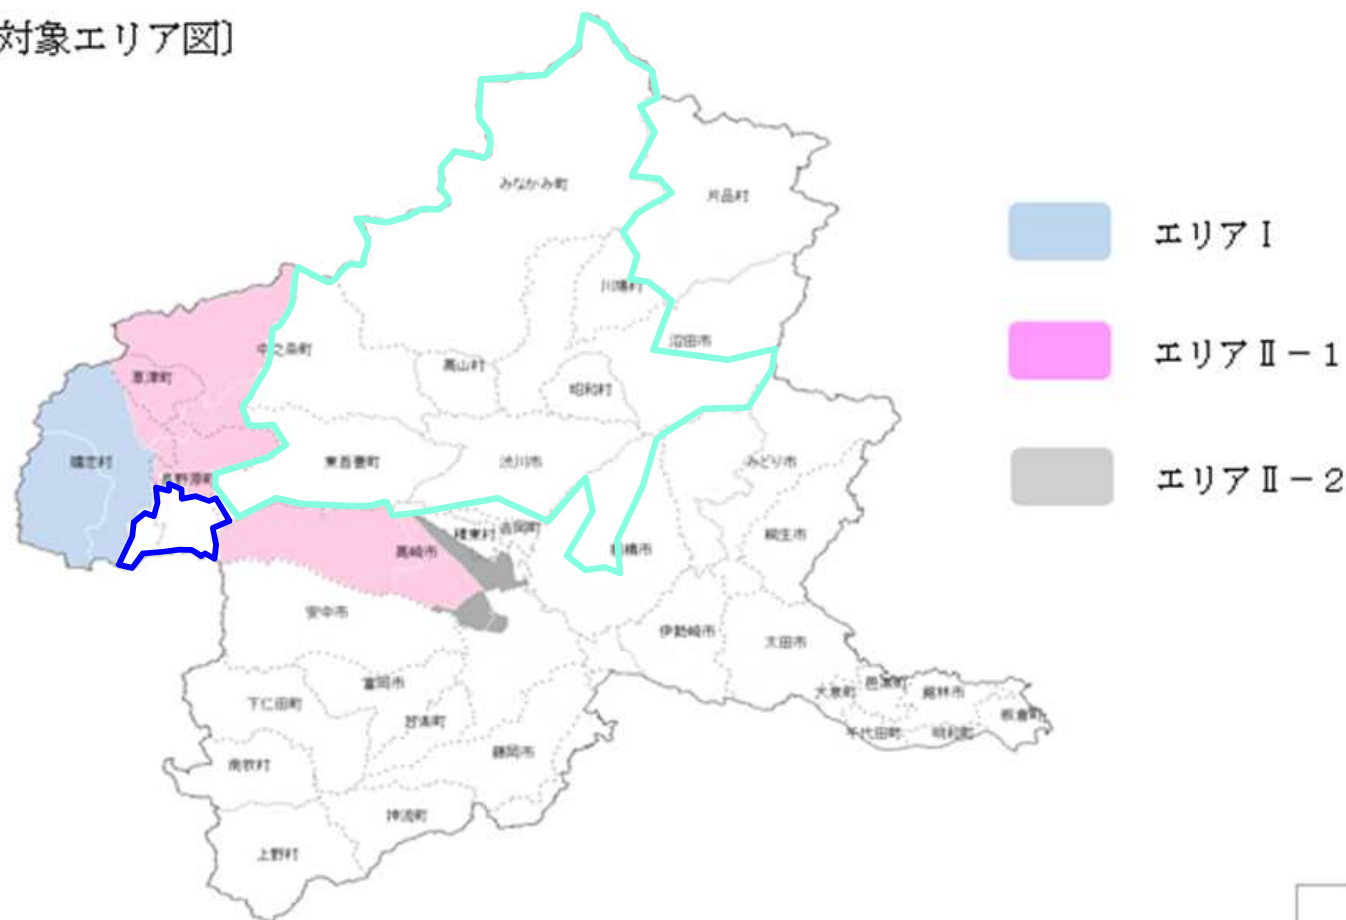 対象エリア図〕
みなかみ町
片品村
エリアⅠ
川場村
沼田市
中之条町
エリアⅡ－1
高山村
草津町
昭和村
嬬恋村
東吾妻町
渋川市
みどり市
長野原町
エリアⅡ－2
榛東村
吉岡町
桐生市
高崎市
前橋市
安中市
伊勢崎市
太田市
富岡市
邑楽町
大泉町
館林市
下仁田町
板倉町
甘楽町
千代田町
明和町
藤岡市
南牧村
神流町
上野村